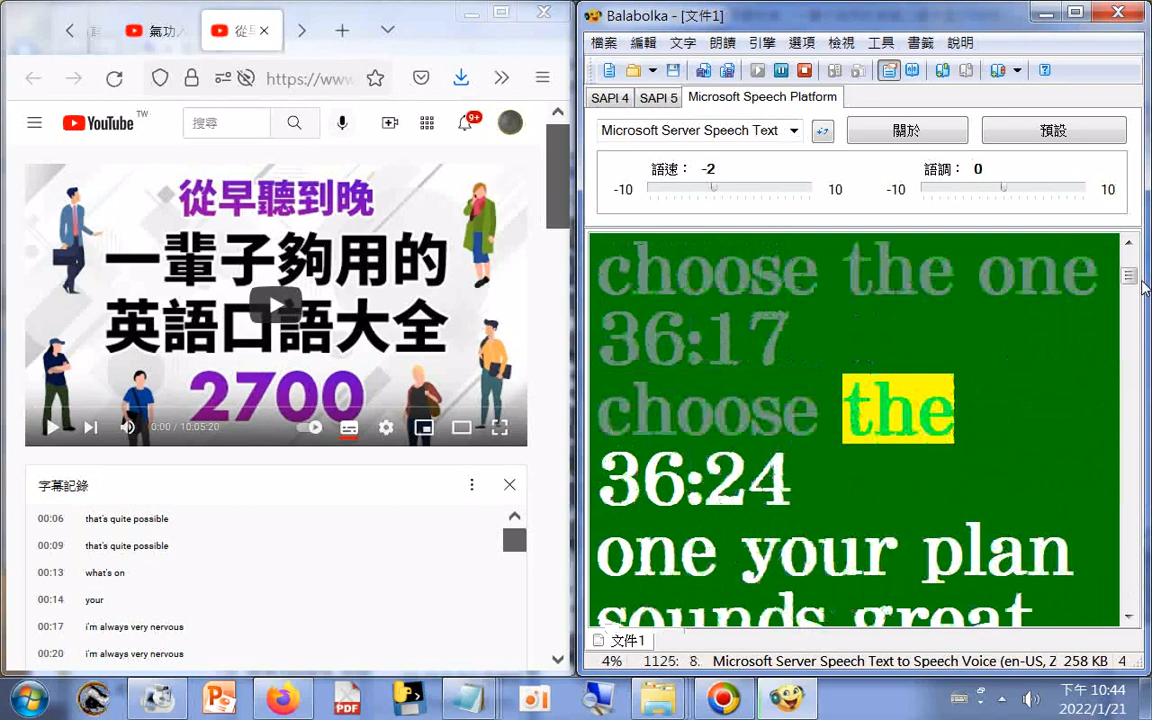 氣功
從
https://www
YouTube TW
搜尋
9+
從早聽到晚
一輩子夠用的
英語口語大全
2700
0:00 / 10:05:20
字幕記錄
00:06 that's quite possible
00:09 that's quite possible
00:13 what's on
00:14 your
00:17 i'm always very nervous
00:20 i'm always very nervous
Balabolka - [文件1]
檔案 編輯 文字 朗讀 引擎 選項 檢視 工具 書籤 說明
SAPI 4 SAPI 5 Microsoft Speech Platform
Microsoft Server Speech Text 關於 預設
語速： -2 語調： 0
-10 10 -10 10
choose the one
36:17
choose the
36:24
one your plan
sounds great
文件1
4% 1125: 8. Microsoft Server Speech Text to Speech Voice (en-US, Z 258 KB 4
PDF
下午 10:44
2022/1/21